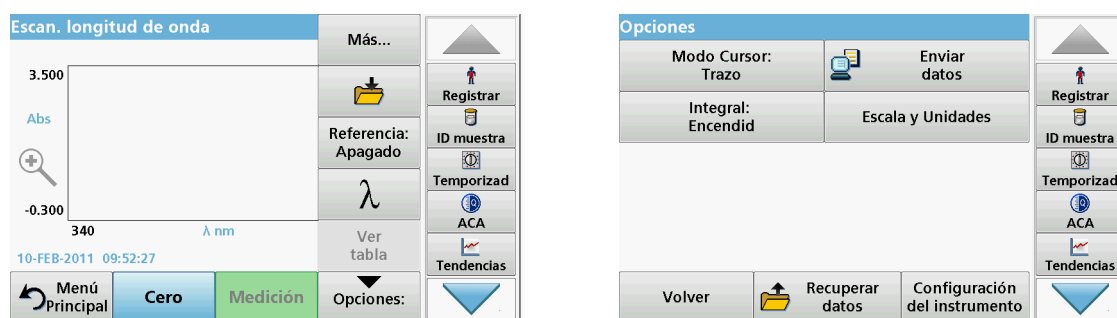 Escan. longitud de onda
3.500
Abs
-0.300
340
λ nm
10-FEB-2011 09:52:27
Más...
Referencia:
Apagado
λ
Ver
tabla
Menú
Principal
Cero
Medición
Opciones:
Registrar
ID muestra
Temporizad
ACA
Tendencias
Opciones
Modo Cursor:
Trazo
Enviar
datos
Integral:
Encendid
Escala y Unidades
Volver
Recuperar
datos
Configuración
del instrumento
Registrar
ID muestra
Temporizad
ACA
Tendencias